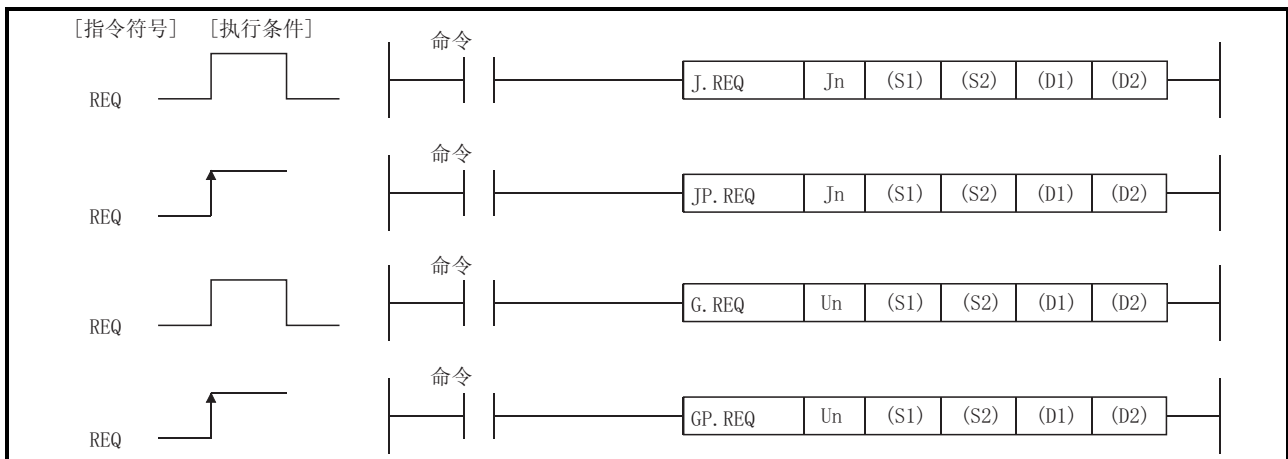 [指令符号] [执行条件]
命令
REQ
J.REQ Jn (S1) (S2) (D1) (D2)
命令
REQ
JP.REQ Jn (S1) (S2) (D1) (D2)
命令
REQ
G.REQ Un (S1) (S2) (D1) (D2)
命令
REQ
GP.REQ Un (S1) (S2) (D1) (D2)